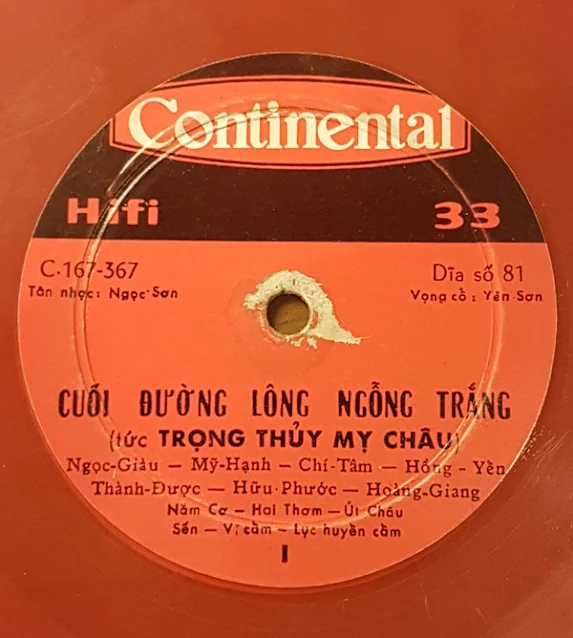 Continental
Hifi 33
C.167-367 Dĩa số 81
Tân nhạc: Ngọc-Sơn Vọng cổ : Yên-Sơn
CUỐI ĐƯỜNG LÔNG NGỖNG TRẮNG
(tức TRỌNG THỦY MỴ CHÂU)
Ngọc-Giàu — Mỹ-Hạnh — Chí-Tâm — Hồng - Yến
Thành-Được — Hữu-Phước — Hoàng-Giang
Năm Cơ — Hai Thơm — Út Châu
Sến — Vĩ cầm — Lục huyền cầm
I